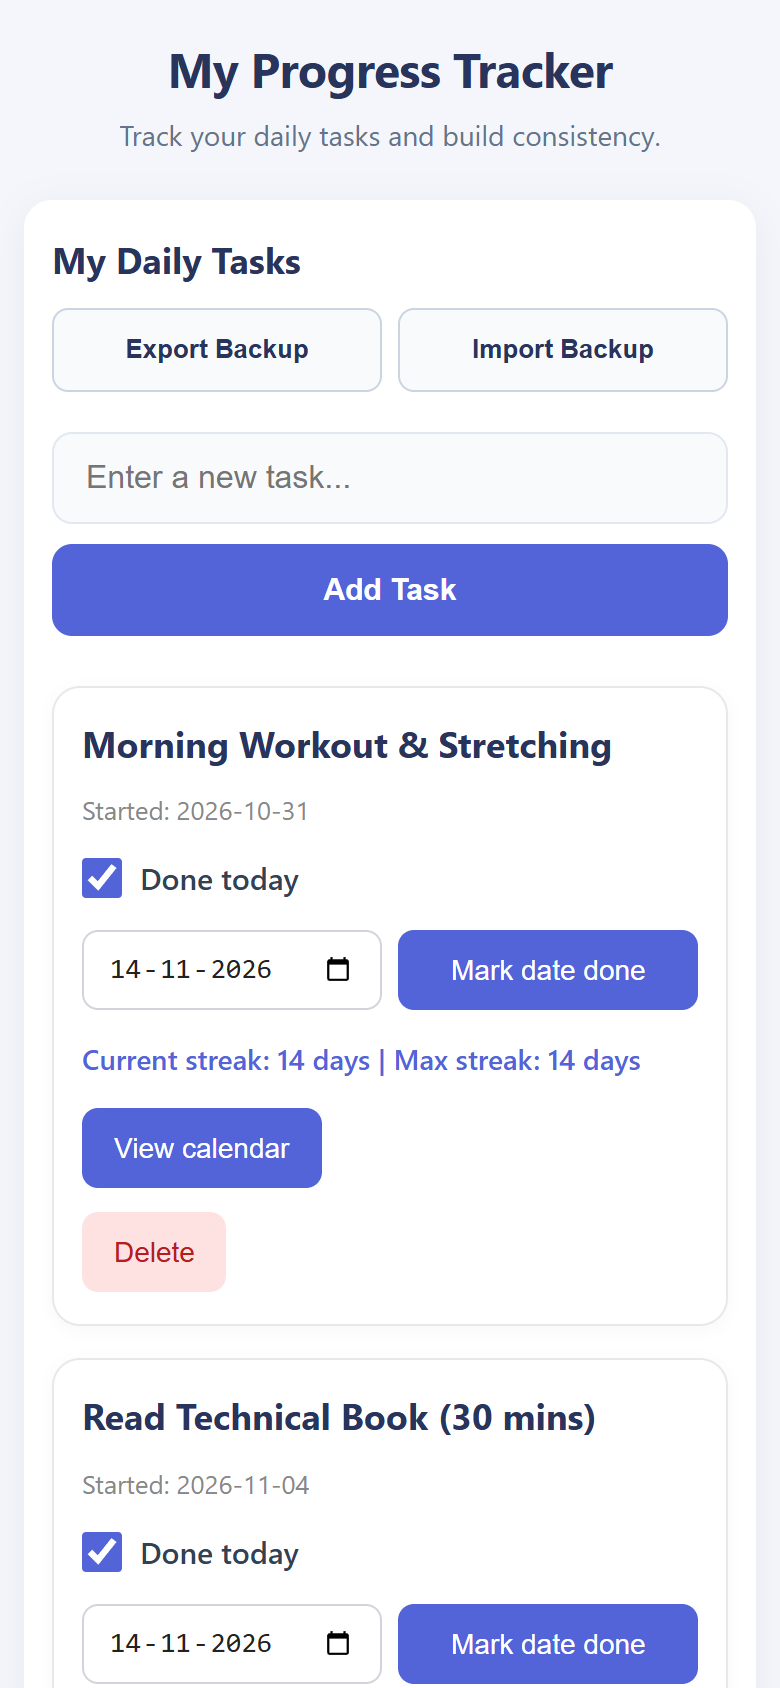 My Progress Tracker
Track your daily tasks and build consistency.
My Daily Tasks
Export Backup
Import Backup
Enter a new task...
Add Task
Morning Workout & Stretching
Started: 2026-10-31
Done today
14-11-2026
Mark date done
Current streak: 14 days | Max streak: 14 days
View calendar
Delete
Read Technical Book (30 mins)
Started: 2026-11-04
Done today
14-11-2026
Mark date done